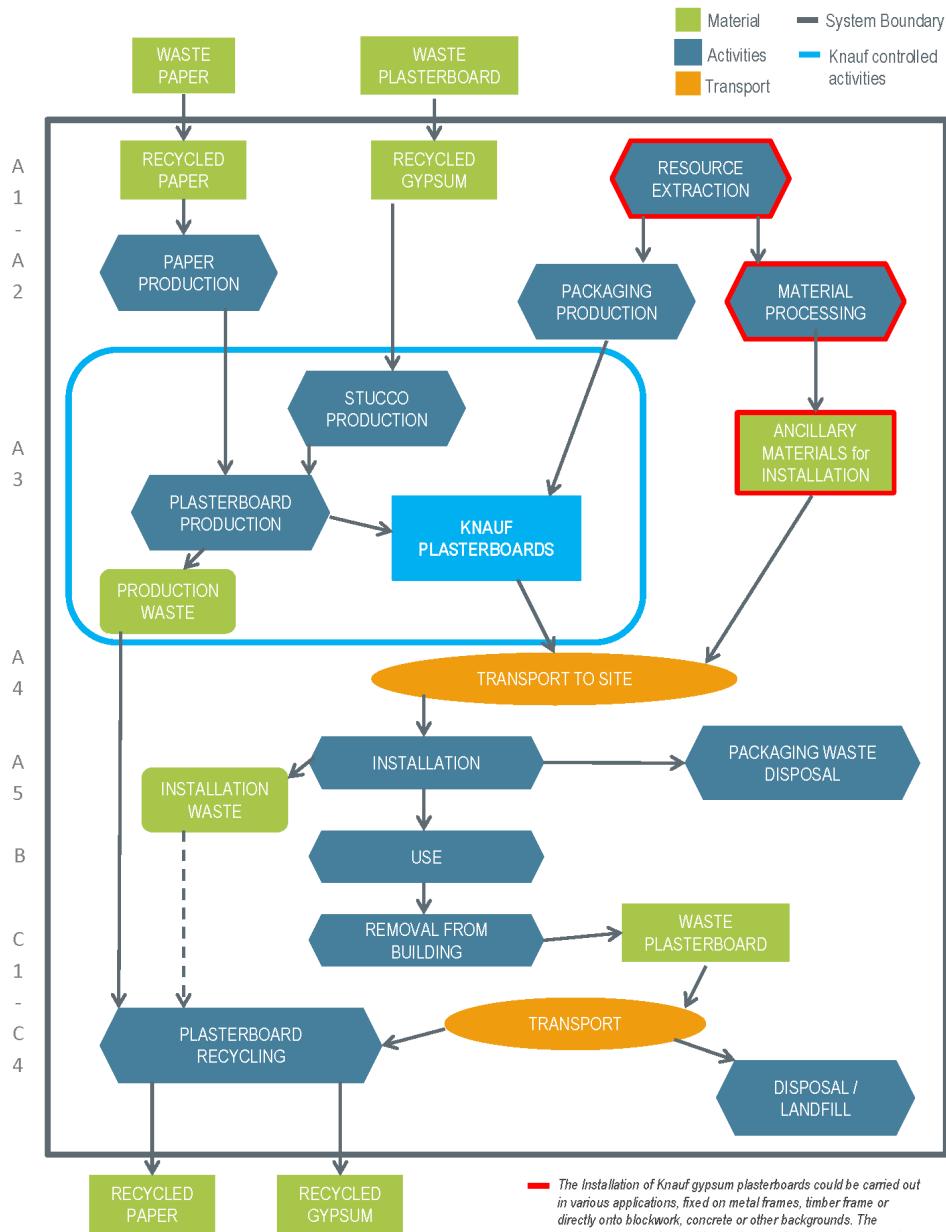 Material
System Boundary
Activities
Knauf controlled
activities
Transport
WASTE
PAPER
WASTE
PLASTERBOARD
A
1
-
A
2
RECYCLED
PAPER
RECYCLED
GYPSUM
RESOURCE
EXTRACTION
PAPER
PRODUCTION
PACKAGING
PRODUCTION
MATERIAL
PROCESSING
A
3
STUCCO
PRODUCTION
ANCILLARY
MATERIALS for
INSTALLATION
PLASTERBOARD
PRODUCTION
KNAUF
PLASTERBOARDS
PRODUCTION
WASTE
A
4
TRANSPORT TO SITE
A
5
INSTALLATION
PACKAGING WASTE
DISPOSAL
INSTALLATION
WASTE
B
USE
C
1
-
C
4
REMOVAL FROM
BUILDING
WASTE
PLASTERBOARD
TRANSPORT
PLASTERBOARD
RECYCLING
DISPOSAL /
LANDFILL
RECYCLED
PAPER
RECYCLED
GYPSUM
The Installation of Knauf gypsum plasterboards could be carried out
in various applications, fixed on metal frames, timber frame or
directly onto blockwork, concrete or other backgrounds. The